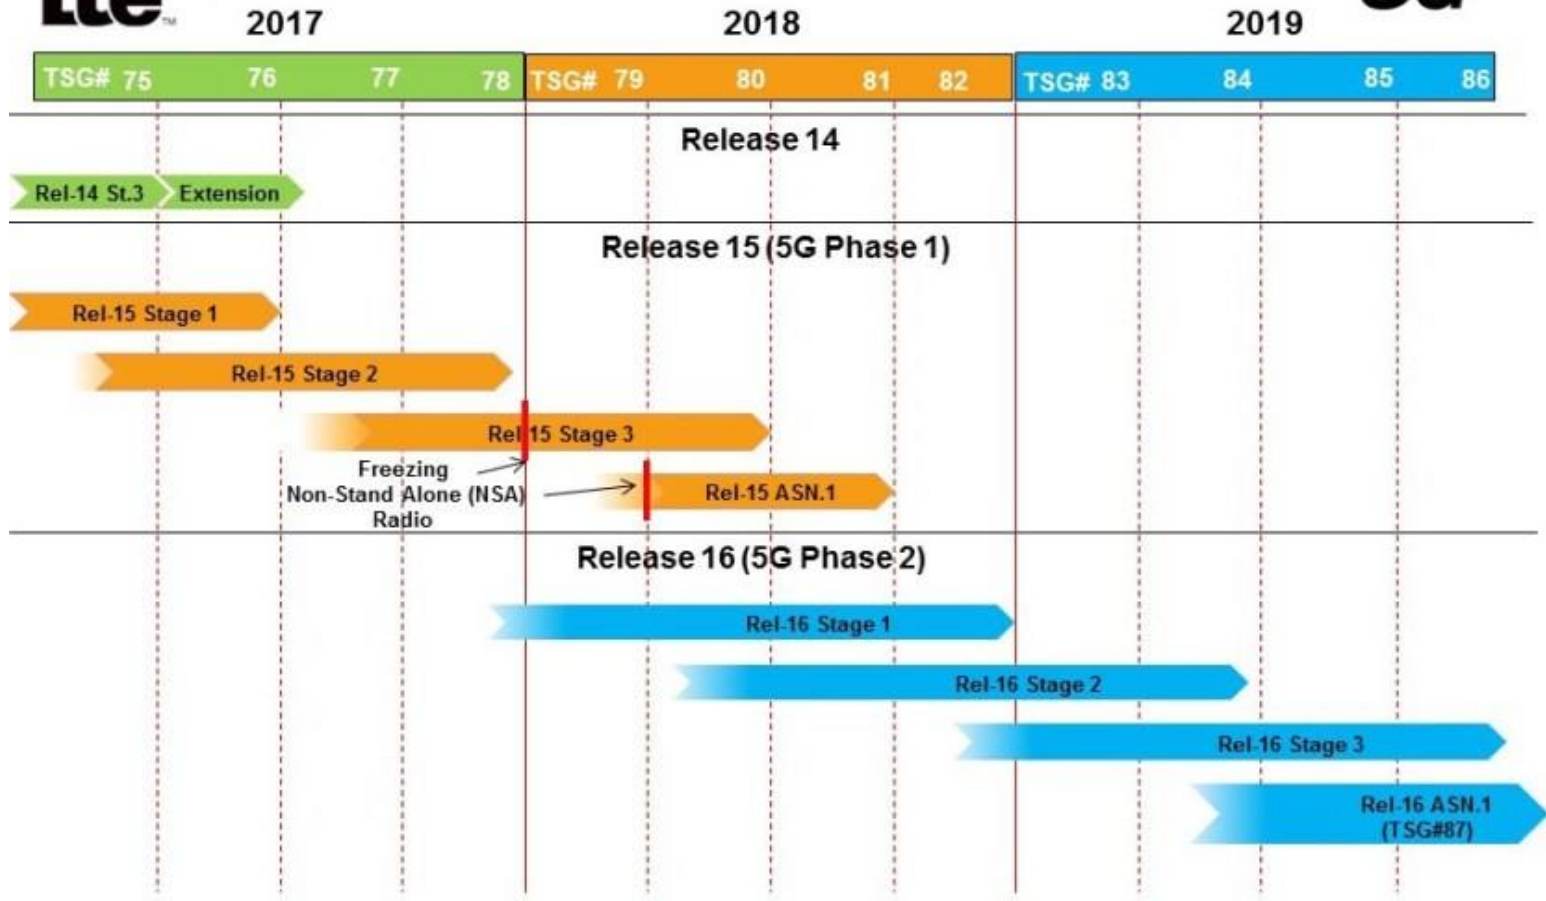 Lte™
2017 2018 2019
TSG# 75 76 77 78 TSG# 79 80 81 82 TSG# 83 84 85 86
Release 14
Rel-14 St.3 Extension
Release 15 (5G Phase 1)
Rel-15 Stage 1
Rel-15 Stage 2
Rel-15 Stage 3
Freezing
Non-Stand Alone (NSA)
Radio
Rel-15 ASN.1
Release 16 (5G Phase 2)
Rel-16 Stage 1
Rel-16 Stage 2
Rel-16 Stage 3
Rel-16 ASN.1
(TSG#87)